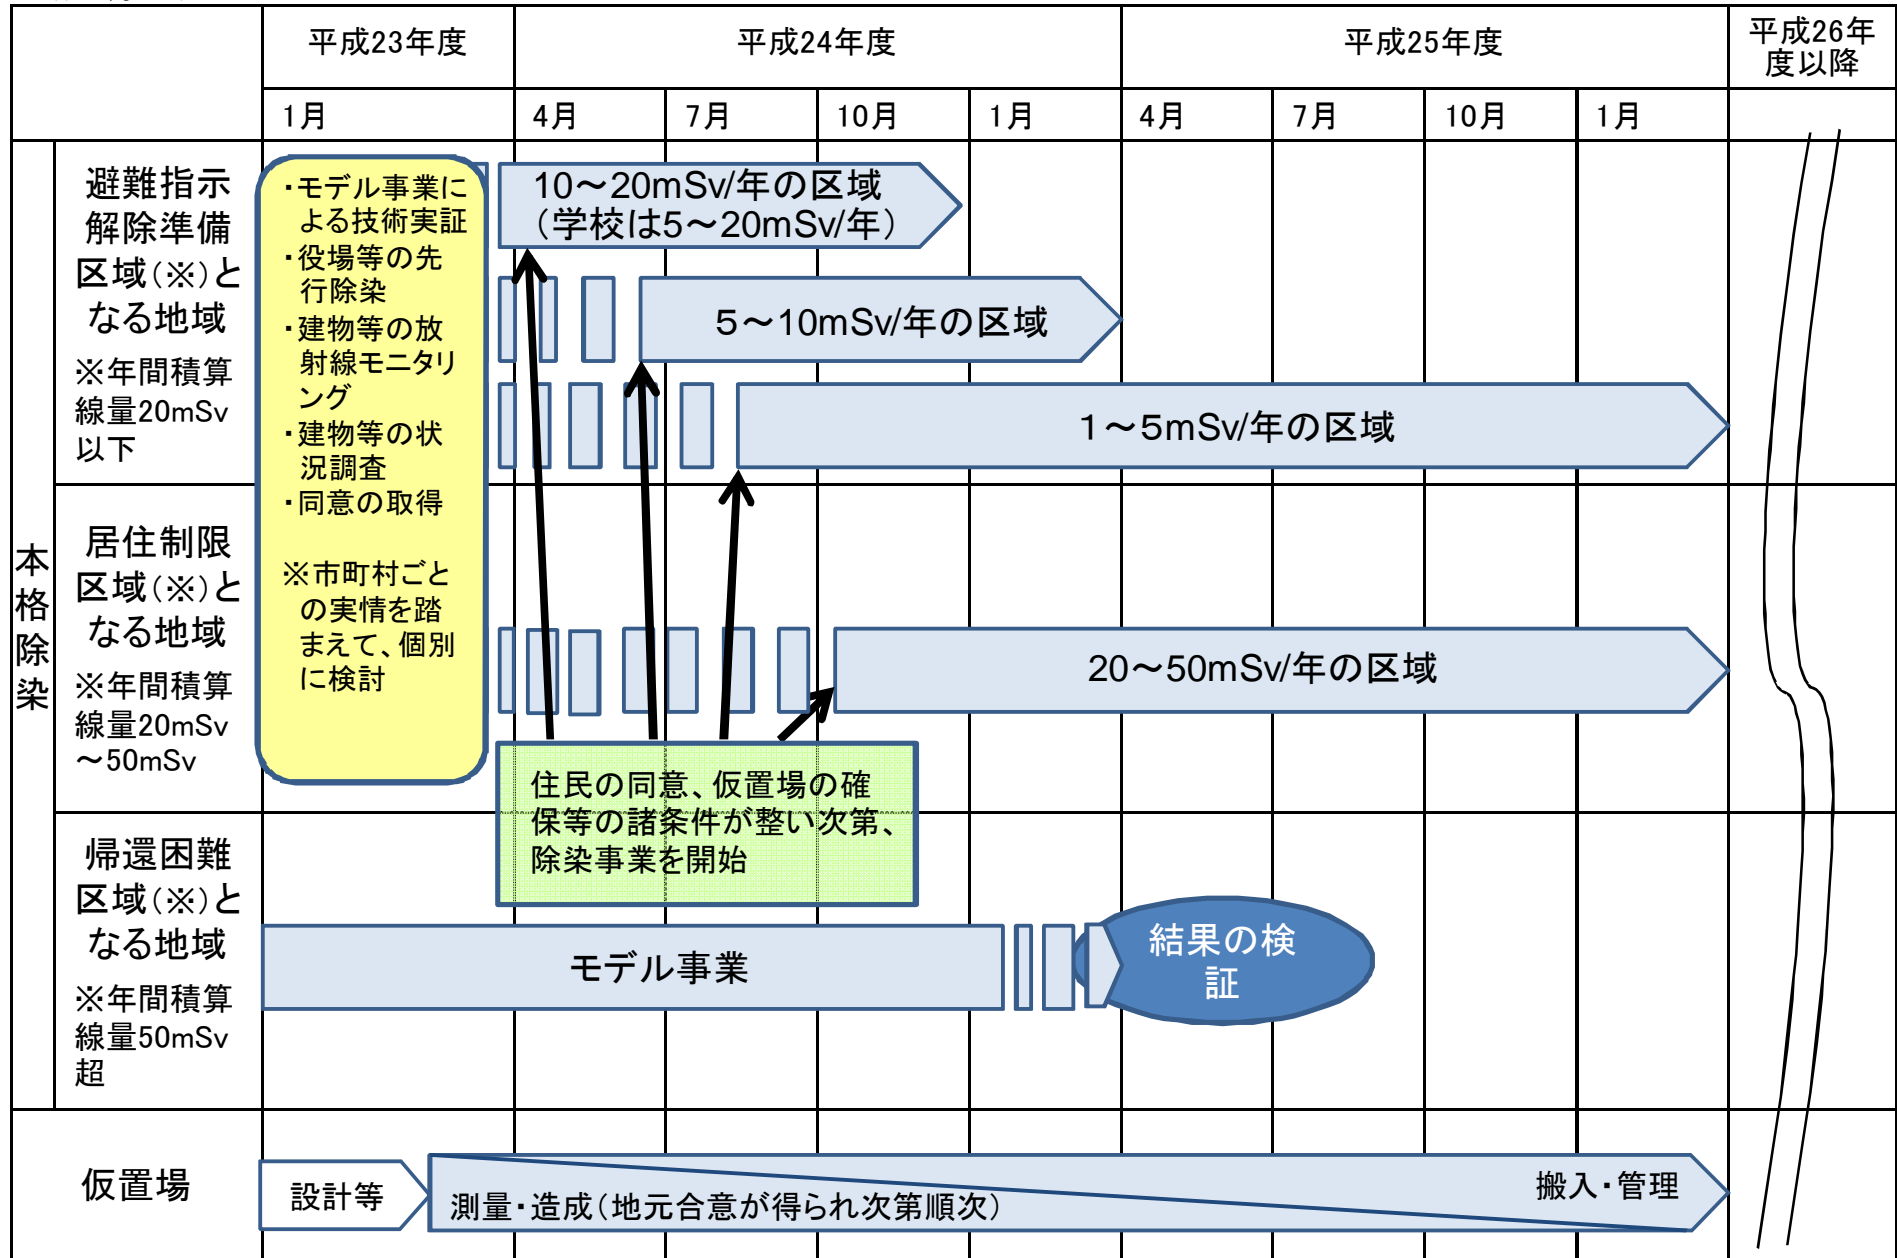 平成23年度
平成24年度
平成25年度
平成26年
度以降
1月
4月
7月
10月
1月
4月
7月
10月
1月
本格除染
避難指示
解除準備
区域(※)と
なる地域
※年間積算
線量20mSv
以下
・モデル事業に
よる技術実証
・役場等の先
行除染
・建物等の放
射線モニタリ
ング
・建物等の状
況調査
・同意の取得
※市町村ごと
の実情を踏
まえて、個別
に検討
10～20mSv/年の区域
(学校は5～20mSv/年)
5～10mSv/年の区域
1～5mSv/年の区域
居住制限
区域(※)と
なる地域
※年間積算
線量20mSv
～50mSv
20～50mSv/年の区域
住民の同意、仮置場の確
保等の諸条件が整い次第、
除染事業を開始
帰還困難
区域(※)と
なる地域
※年間積算
線量50mSv
超
モデル事業
結果の検
証
仮置場
設計等
測量・造成(地元合意が得られ次第順次)
搬入・管理